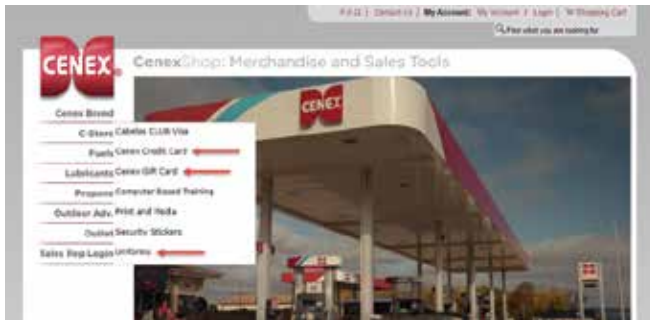 F.A.Q. | Contact Us | My Account: My Account | Login | Shopping Cart
Find what you are looking for
CENEX
CenexShop: Merchandise and Sales Tools
CENEX
Cenex Brand
C-Store
Cabelas CLUB Visa
Fuels
Cenex Credit Card
Lubricants
Cenex Gift Card
Propane
Computer Based Training
Outdoor Adv.
Print and Media
Outlet
Security Stickers
Sales Rep Login
Uniforms